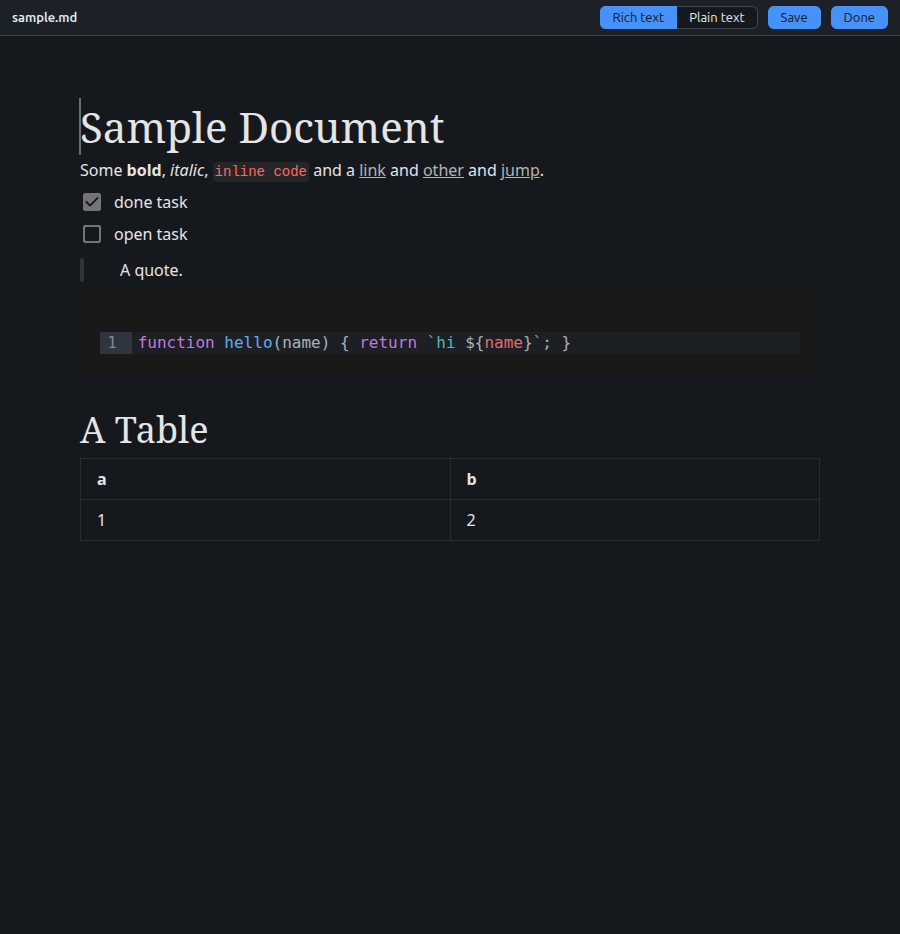 sample.md
Rich text Plain text Save Done
Sample Document
Some bold, italic, inline code and a link and other and jump.
done task
open task
A quote.
1 function hello(name) { return `hi ${name}`; }
A Table
a b
1 2